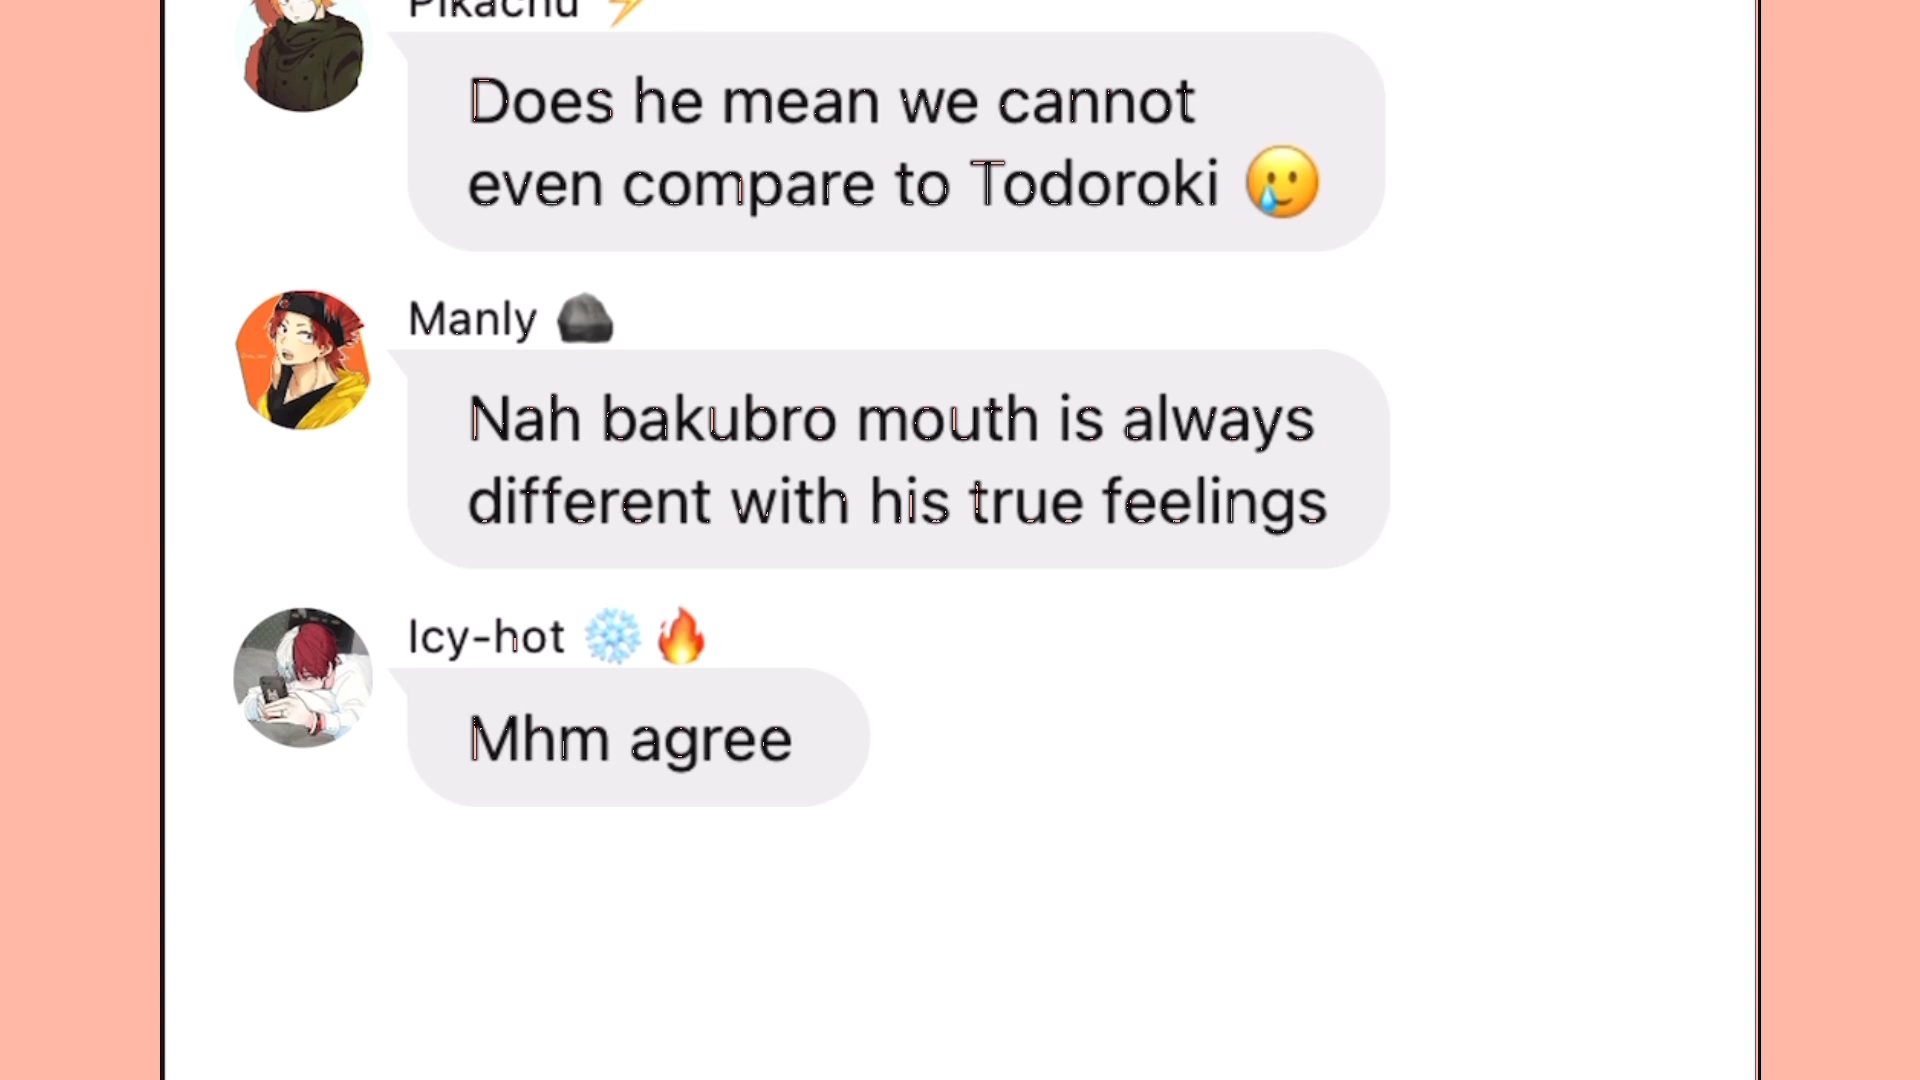 Pikachu ⚡
Does he mean we cannot
even compare to Todoroki 🥲
Manly 🪨
Nah bakubro mouth is always
different with his true feelings
Icy-hot ❄️🔥
Mhm agree